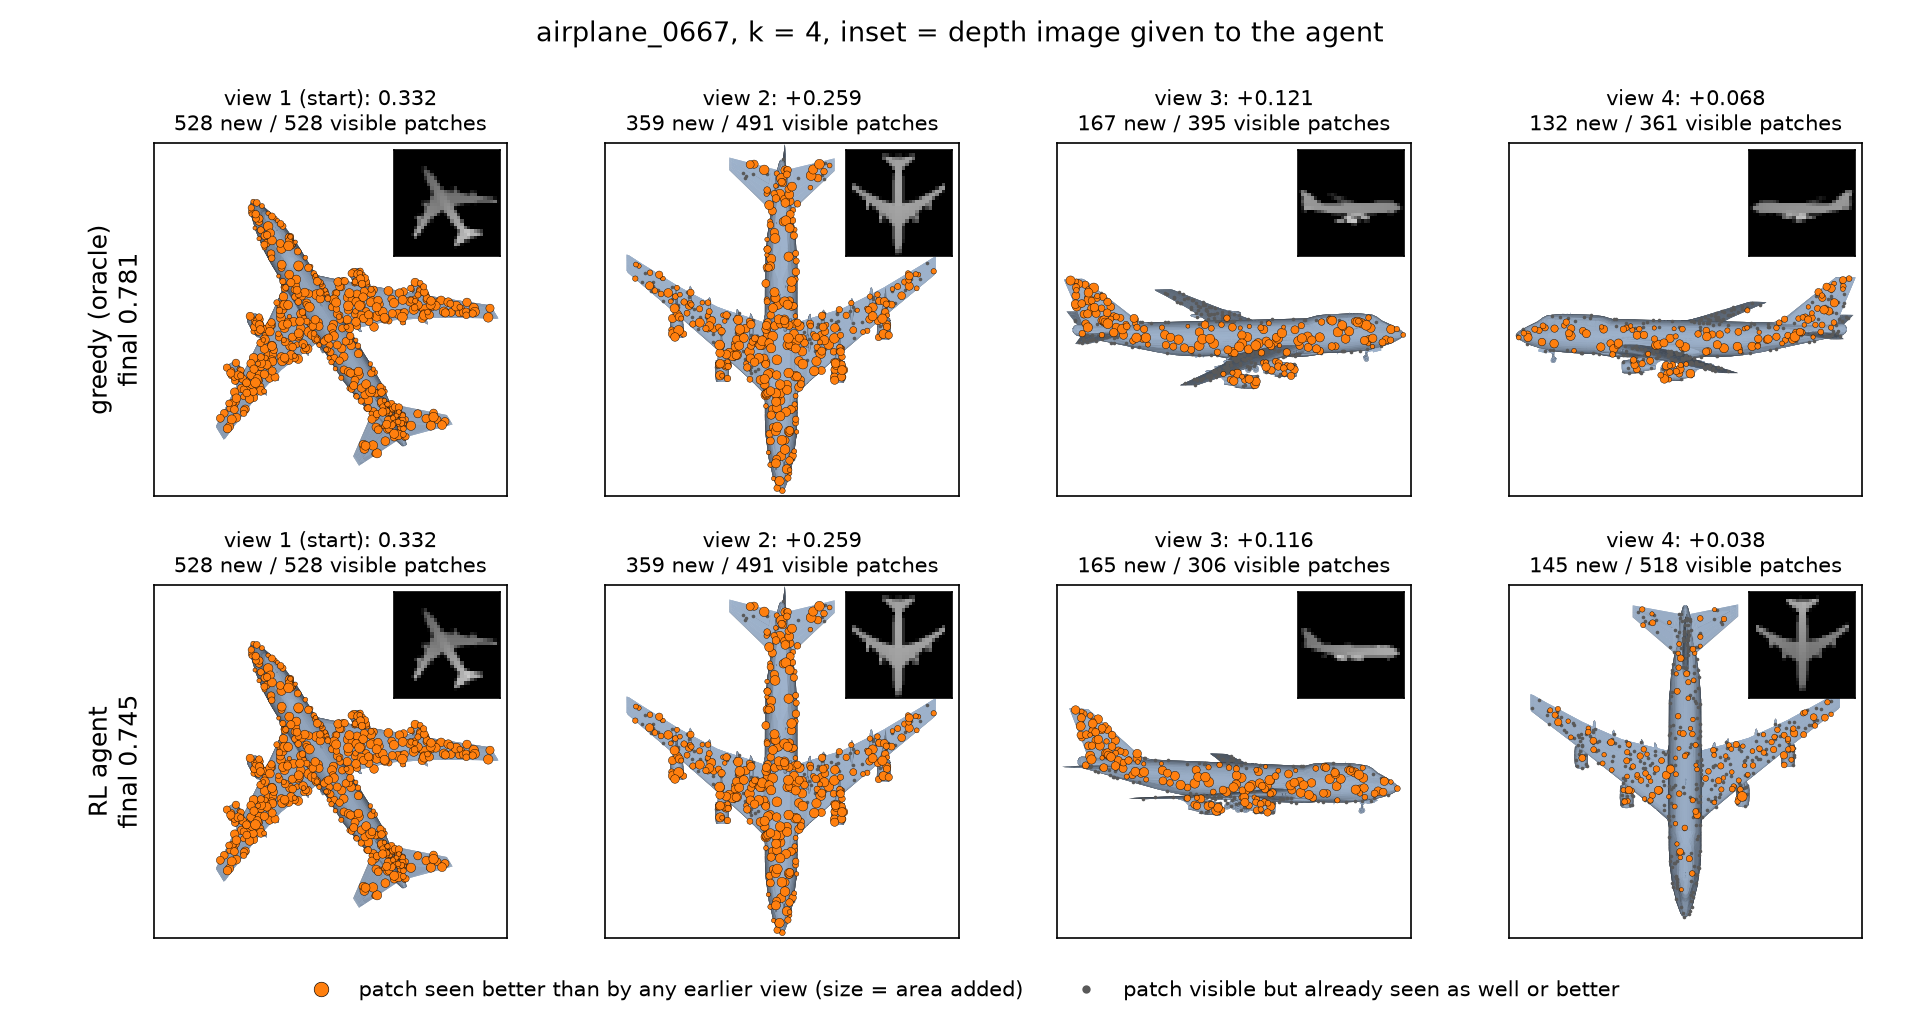 airplane_0667, k = 4, inset = depth image given to the agent
view 1 (start): 0.332
528 new / 528 visible patches
view 2: +0.259
359 new / 491 visible patches
view 3: +0.121
167 new / 395 visible patches
view 4: +0.068
132 new / 361 visible patches
greedy (oracle)
final 0.781
view 1 (start): 0.332
528 new / 528 visible patches
view 2: +0.259
359 new / 491 visible patches
view 3: +0.116
165 new / 306 visible patches
view 4: +0.038
145 new / 518 visible patches
RL agent
final 0.745
patch seen better than by any earlier view (size = area added)
patch visible but already seen as well or better